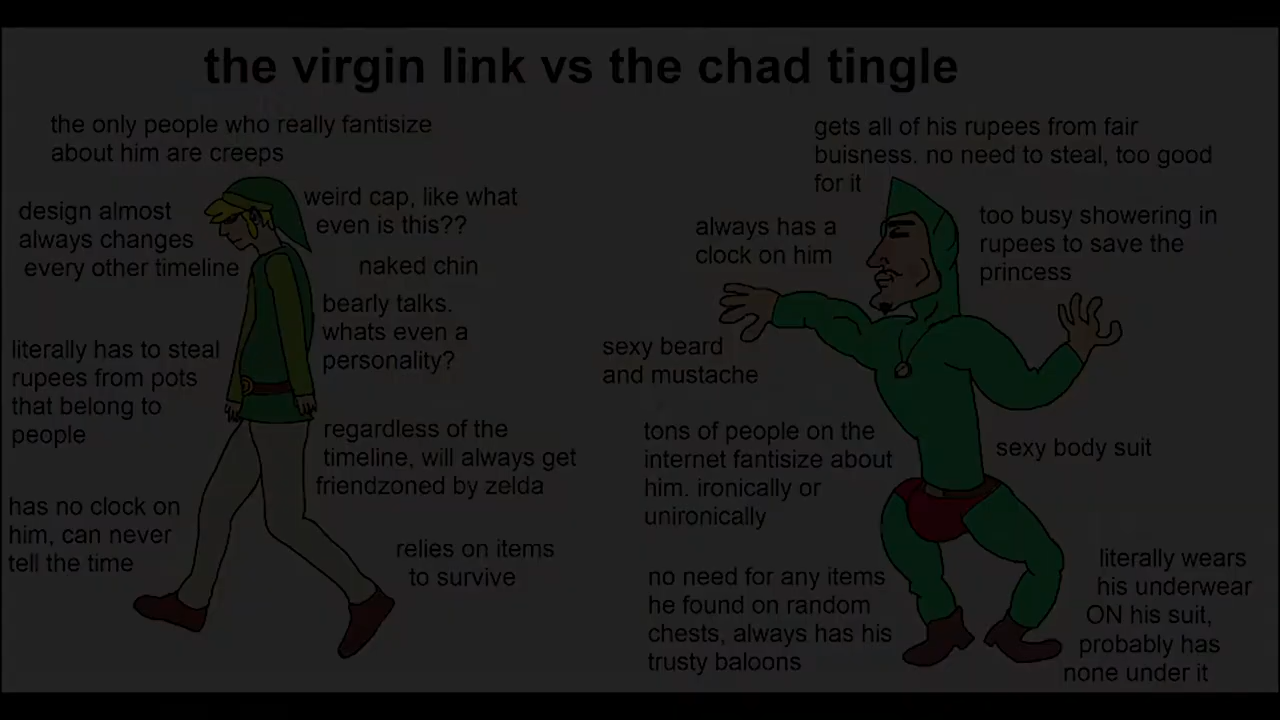 the virgin link vs the chad tingle
the only people who really fantisize
about him are creeps
weird cap, like what
even is this??
design almost
always changes
every other timeline
naked chin
bearly talks.
whats even a
personality?
literally has to steal
rupees from pots
that belong to
people
regardless of the
timeline, will always get
friendzoned by zelda
has no clock on
him, can never
tell the time
relies on items
to survive
gets all of his rupees from fair
buisness. no need to steal, too good
for it
always has a
clock on him
too busy showering in
rupees to save the
princess
sexy beard
and mustache
tons of people on the
internet fantisize about
him. ironically or
unironically
sexy body suit
no need for any items
he found on random
chests, always has his
trusty baloons
literally wears
his underwear
ON his suit,
probably has
none under it